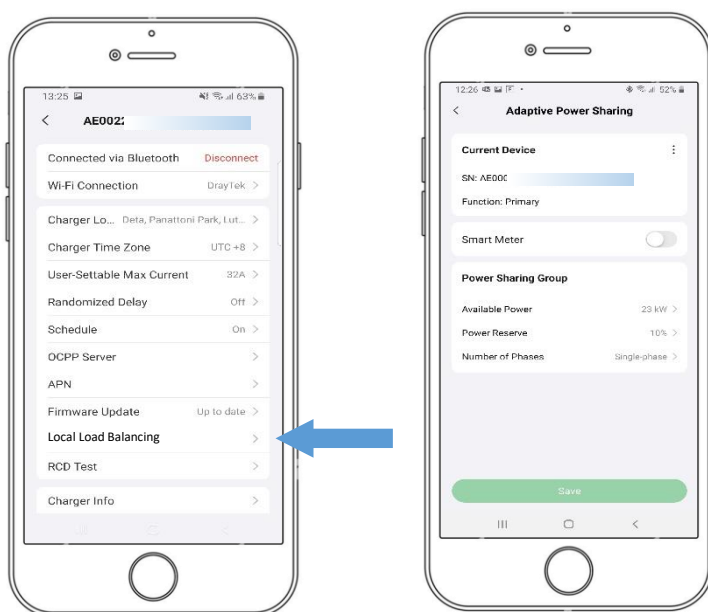 13:25 63%
AE0022
Connected via Bluetooth Disconnect
Wi-Fi Connection DrayTek >
Charger Lo... Deta, Panattoni Park, Lut... >
Charger Time Zone UTC +8 >
User-Settable Max Current 32A >
Randomized Delay Off >
Schedule On >
OCPP Server >
APN >
Firmware Update Up to date >
Local Load Balancing >
RCD Test >
Charger Info >
12:26 52%
< Adaptive Power Sharing
Current Device
SN: AE000
Function: Primary
Smart Meter
Power Sharing Group
Available Power 23 kW >
Power Reserve 10% >
Number of Phases Single-phase >
Save